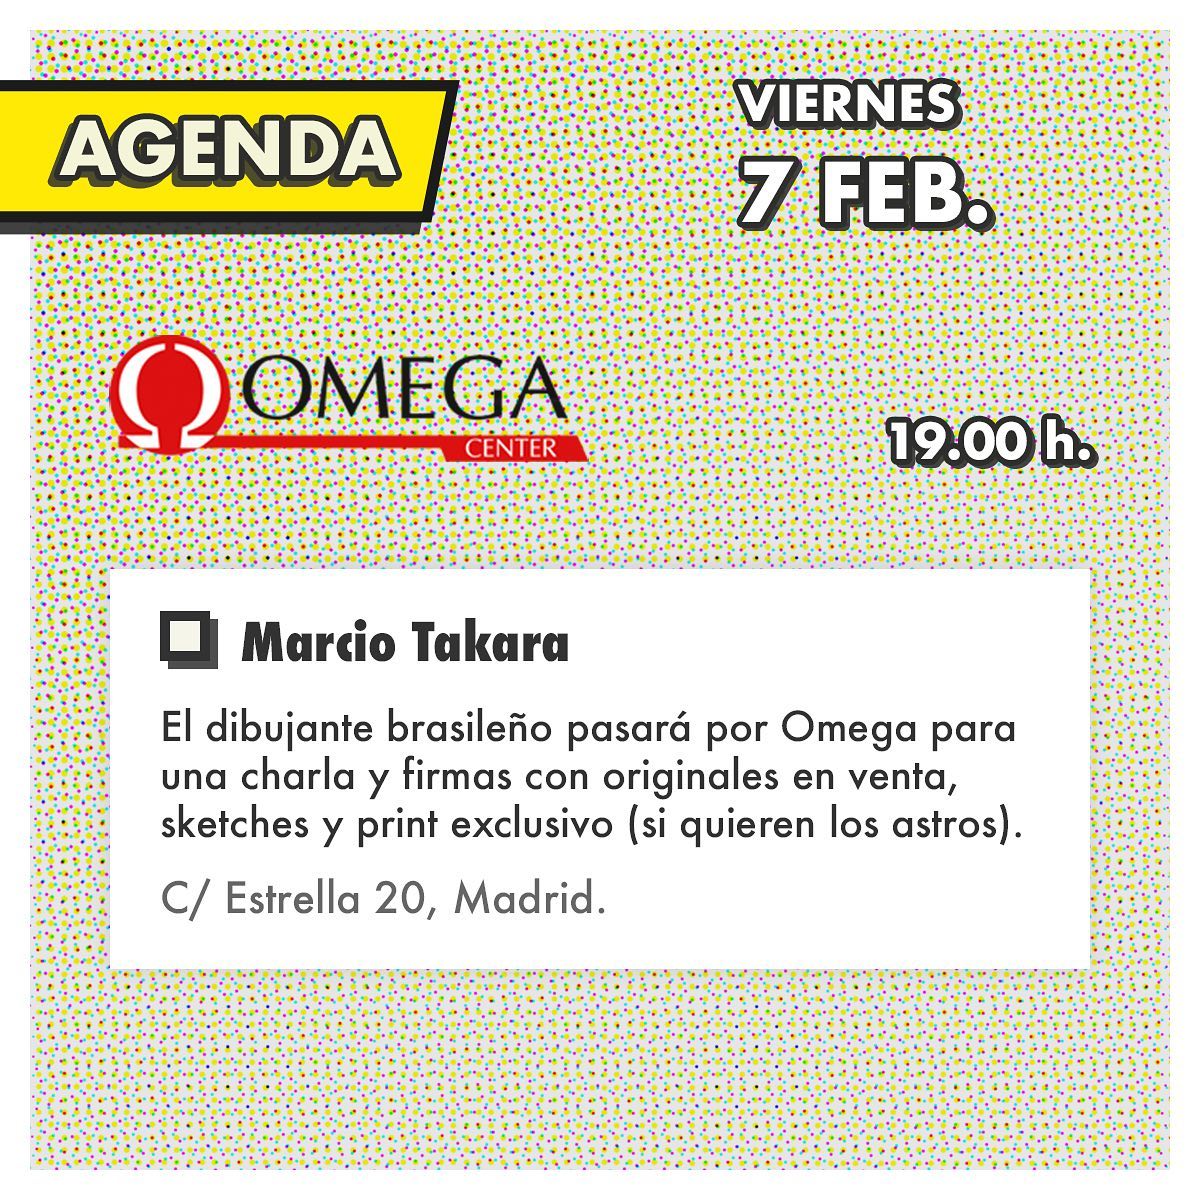 AGENDA
VIERNES
7 FEB.
OMEGA
CENTER
19.00 h.
Marcio Takara
El dibujante brasileño pasará por Omega para
una charla y firmas con originales en venta,
sketches y print exclusivo (si quieren los astros).
C/ Estrella 20, Madrid.